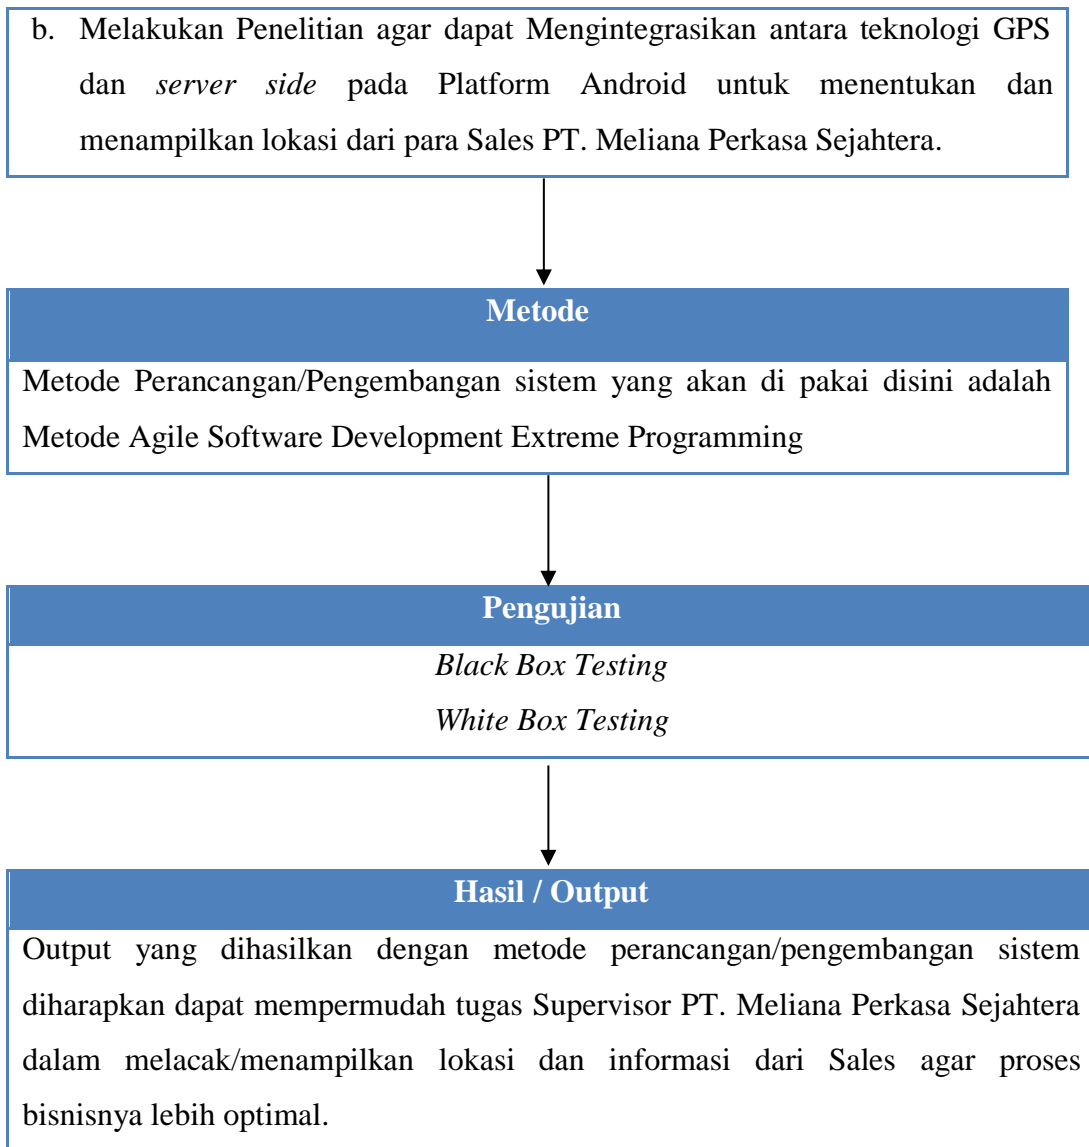 b. Melakukan Penelitian agar dapat Mengintegrasikan antara teknologi GPS
dan server side pada Platform Android untuk menentukan dan
menampilkan lokasi dari para Sales PT. Meliana Perkasa Sejahtera.
Metode
Metode Perancangan/Pengembangan sistem yang akan di pakai disini adalah
Metode Agile Software Development Extreme Programming
Pengujian
Black Box Testing
White Box Testing
Hasil / Output
Output yang dihasilkan dengan metode perancangan/pengembangan sistem
diharapkan dapat mempermudah tugas Supervisor PT. Meliana Perkasa Sejahtera
dalam melacak/menampilkan lokasi dan informasi dari Sales agar proses
bisnisnya lebih optimal.